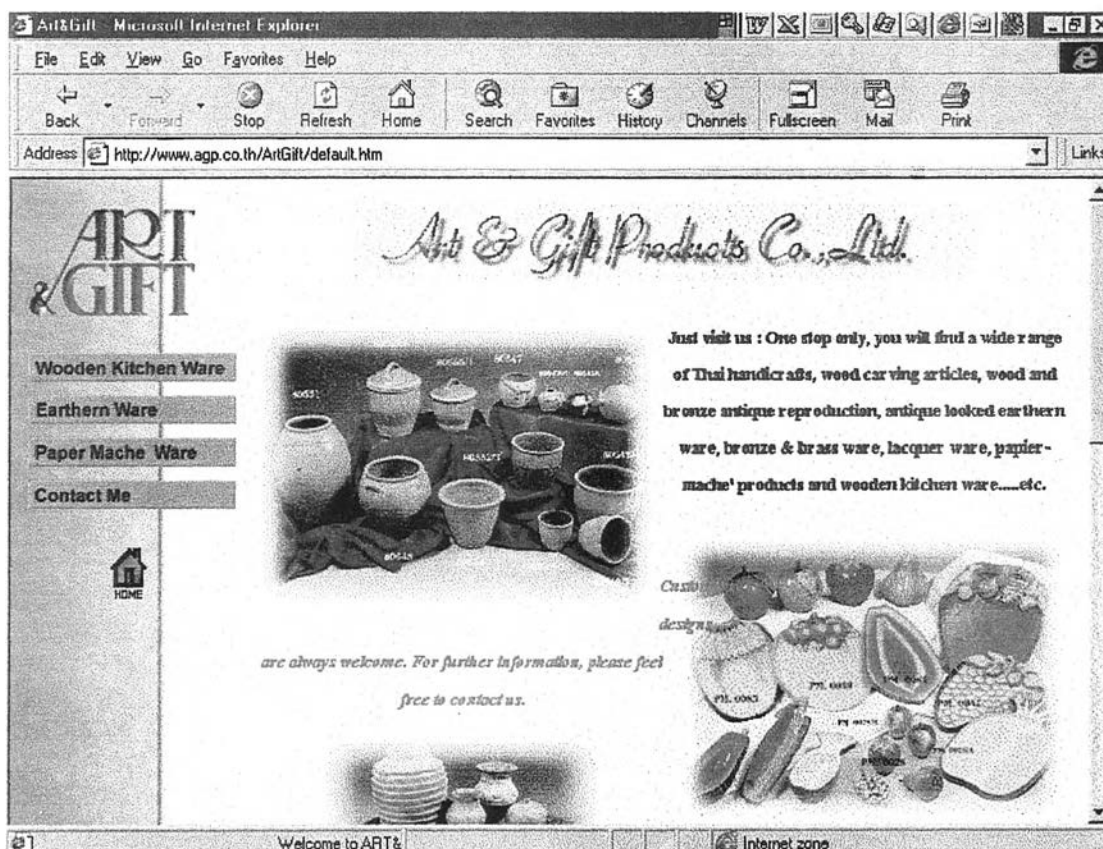 Art&Gift - Microsoft Internet Explorer
File Edit View Go Favorites Help
Back Forward Stop Refresh Home Search Favorites History Channels Fullscreen Mail Print
Address http://www.agp.co.th/ArtGift/default.htm Links
ART
& GIFT
Art & Gift Products Co.,Ltd.
Wooden Kitchen Ware
Earthern Ware
Paper Mache Ware
Contact Me
HOME
Just visit us : One stop only, you will find a wide range
of Thai handicrafts, wood carving articles, wood and
bronze antique reproduction, antique looked earthern
ware, bronze & brass ware, lacquer ware, papier-
mache' products and wooden kitchen ware.....etc.
designs
are always welcome. For further information, please feel
free to contact us.
PM. 0083
Welcome to ART&
Internet zone